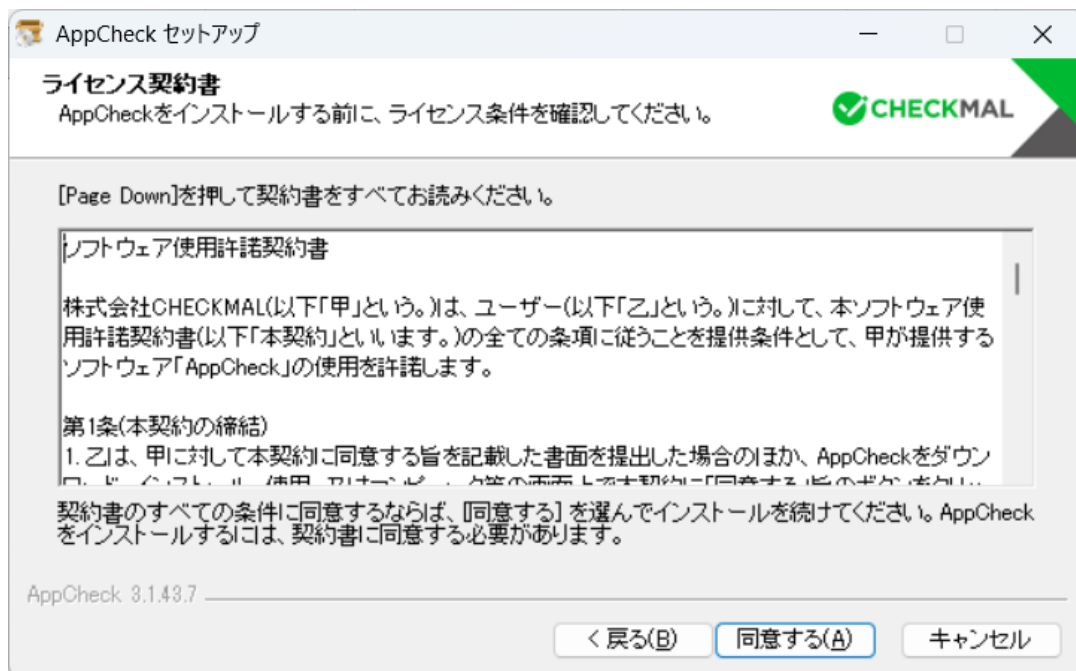 AppCheck セットアップ
ライセンス契約書
AppCheckをインストールする前に、ライセンス条件を確認してください。
CHECKMAL
[Page Down]を押して契約書をすべてお読みください。
ソフトウェア使用許諾契約書
株式会社CHECKMAL(以下「甲」という。)は、ユーザー(以下「乙」という。)に対して、本ソフトウェア使
用許諾契約書(以下「本契約」といいます。)の全ての条項に従うことを提供条件として、甲が提供する
ソフトウェア「AppCheck」の使用を許諾します。
第1条(本契約の締結)
1. 乙は、甲に対して本契約に同意する旨を記載した書面を提出した場合のほか、AppCheckをダウン
契約書のすべての条件に同意するならば、[同意する] を選んでインストールを続けてください。AppCheck
をインストールするには、契約書に同意する必要があります。
AppCheck 3.1.43.7
< 戻る(B)
同意する(A)
キャンセル